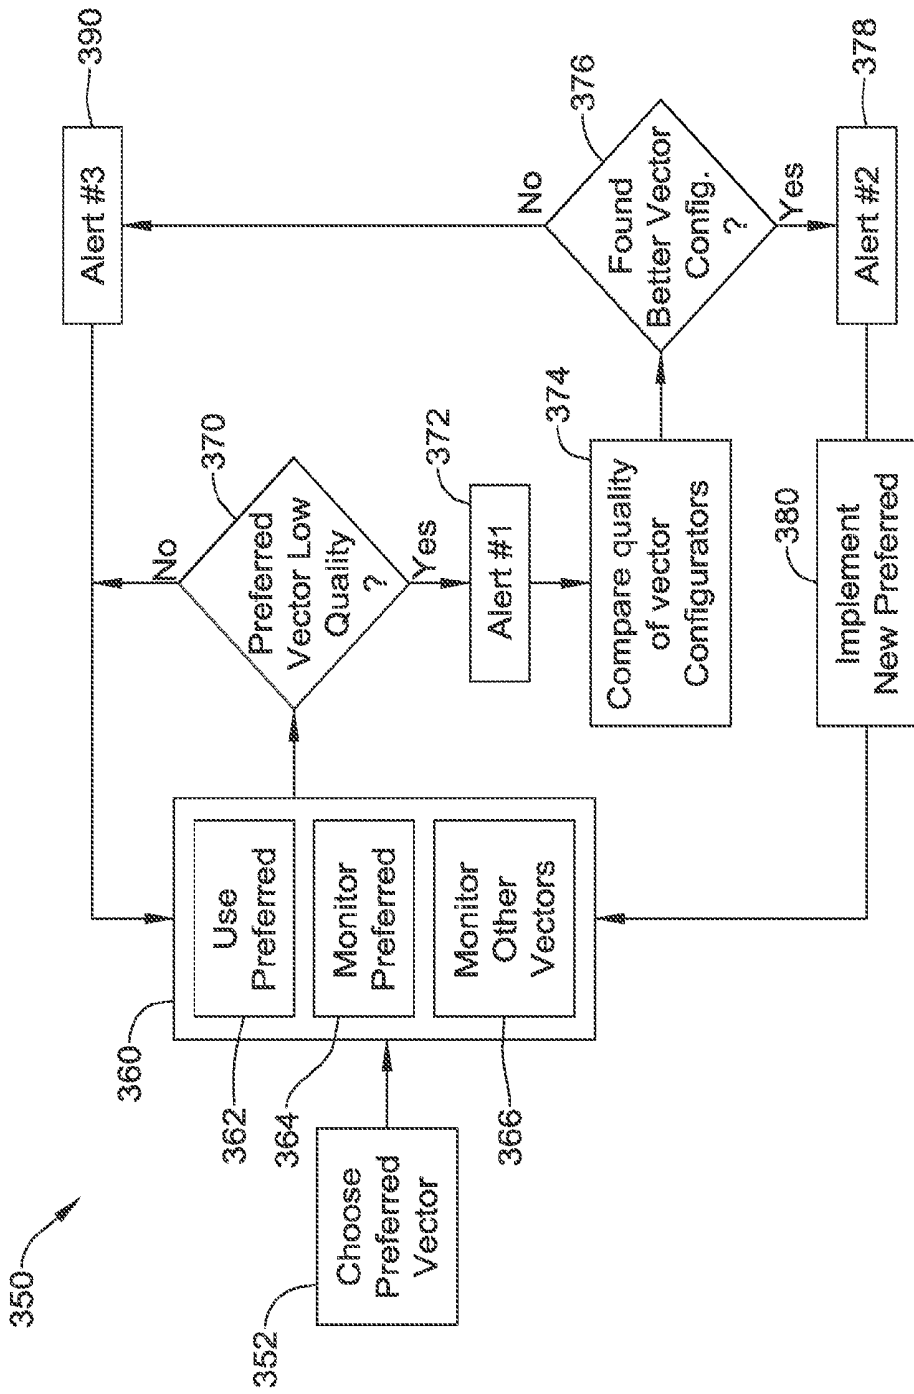 350
352
Choose
Preferred
Vector
360
362
Use
Preferred
364
Monitor
Preferred
366
Monitor
Other
Vectors
370
Preferred
Vector Low
Quality
?
No
Yes
372
Alert #1
374
Compare quality
of vector
Configurators
376
Found
Better Vector
Config.
?
No
Yes
390
Alert #3
378
Alert #2
380
Implement
New Preferred